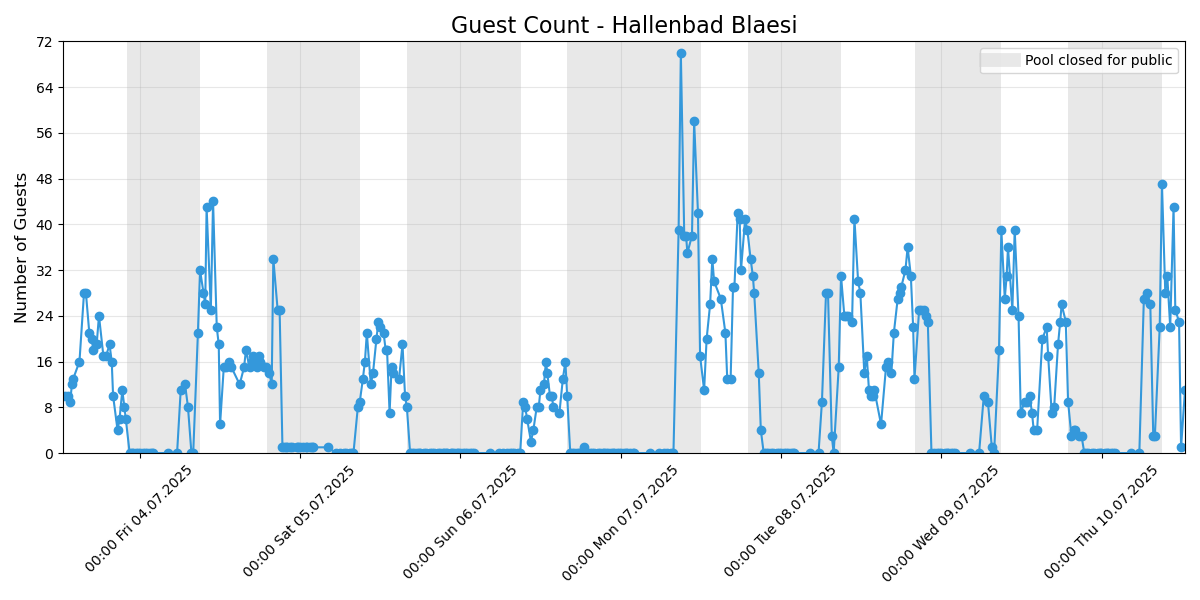 Guest Count - Hallenbad Blaesi
Pool closed for public
Number of Guests
72
64
56
48
40
32
24
16
8
0
00:00 Fri 04.07.2025
00:00 Sat 05.07.2025
00:00 Sun 06.07.2025
00:00 Mon 07.07.2025
00:00 Tue 08.07.2025
00:00 Wed 09.07.2025
00:00 Thu 10.07.2025